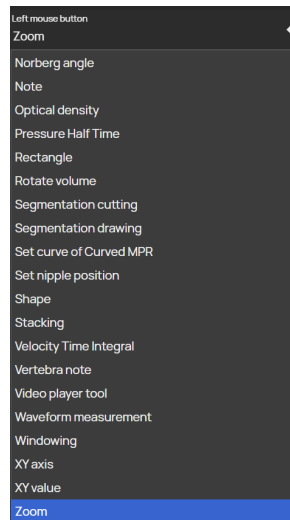 Left mouse button
Zoom
Norberg angle
Note
Optical density
Pressure Half Time
Rectangle
Rotate volume
Segmentation cutting
Segmentation drawing
Set curve of Curved MPR
Set nipple position
Shape
Stacking
Velocity Time Integral
Vertebra note
Video player tool
Waveform measurement
Windowing
XY axis
XY value
Zoom